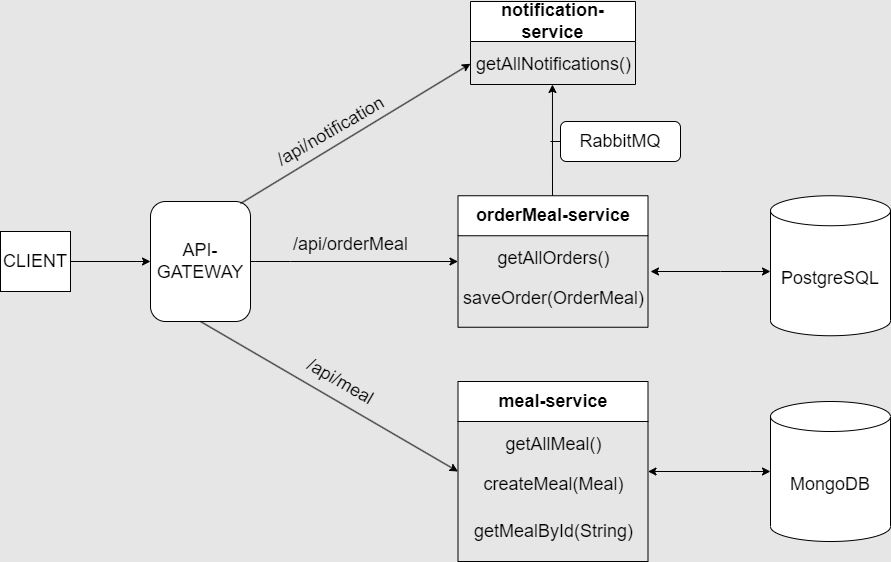 notification-
service
getAllNotifications()
/api/notification
RabbitMQ
orderMeal-service
API-
GATEWAY
/api/orderMeal
CLIENT
getAllOrders()
saveOrder(OrderMeal)
PostgreSQL
/api/meal
meal-service
getAllMeal()
createMeal(Meal)
getMealById(String)
MongoDB